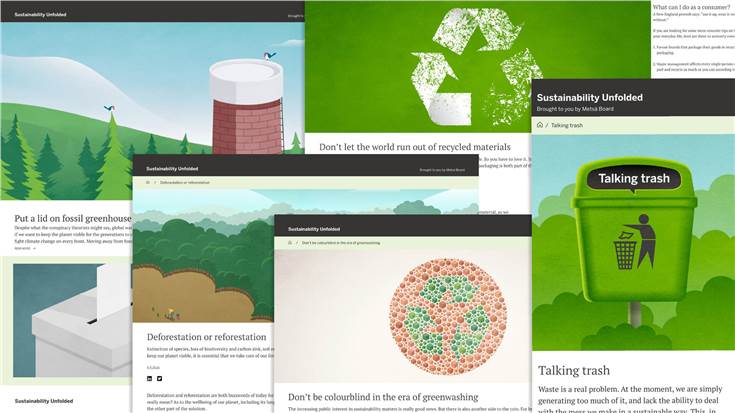 Sustainability Unfolded
Brought to you
Put a lid on fossil greenhouse
Despite what the conspiracy theorists might say, global
if we want to keep the planet viable for the generations to
fight climate change on every front. Moving away from
READ MORE
Sustainability Unfolded
Don't let the world run out of recycled materials
What can I do as a consumer?
Sustainability Unfolded
Brought to you by Metsä Board
Deforestation or reforestation
Deforestation or reforestation
Extinction of species, loss of biodiversity and carbon sink, soil
keep our planet viable, it is essential that we take care of our
Deforestation and reforestation are both buzzwords of today
really mean? As to the wellbeing of our planet, including its
the other part of the solution.
Sustainability Unfolded
Don't be colourblind in the era of greenwashing
Don't be colourblind in the era of greenwashing
The increasing public interest in sustainability matters is really good news. But there is also another side to the coin. For
Sustainability Unfolded
Brought to you by Metsä Board
/ Talking trash
Talking trash
Talking trash
Waste is a real problem. At the moment, we are simply
generating too much of it, and lack the ability to deal
with the mess we make in a sustainable way. This, in